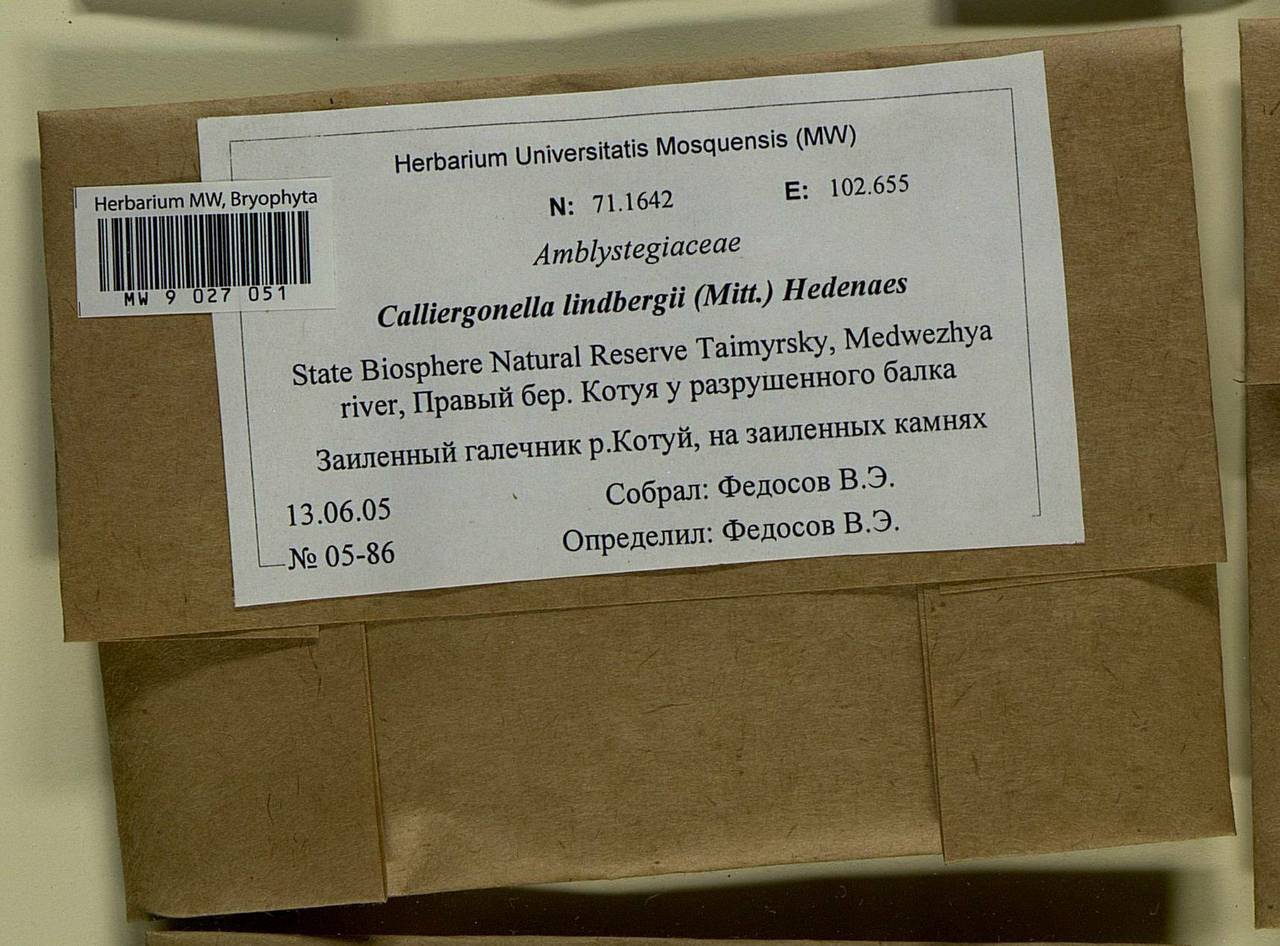 Herbarium Universitatis Mosquensis (MW)
Herbarium MW, Bryophyta
MW 9 027 051
N: 71.1642 E: 102.655
Amblystegiaceae
Calliergonella lindbergii (Mitt.) Hedenaes
State Biosphere Natural Reserve Taimyrsky, Medwezhya
river, Правый бер. Котуя у разрушенного балка
Заиленный галечник р.Котуй, на заиленных камнях
13.06.05 Собрал: Федосов В.Э.
№ 05-86 Определил: Федосов В.Э.